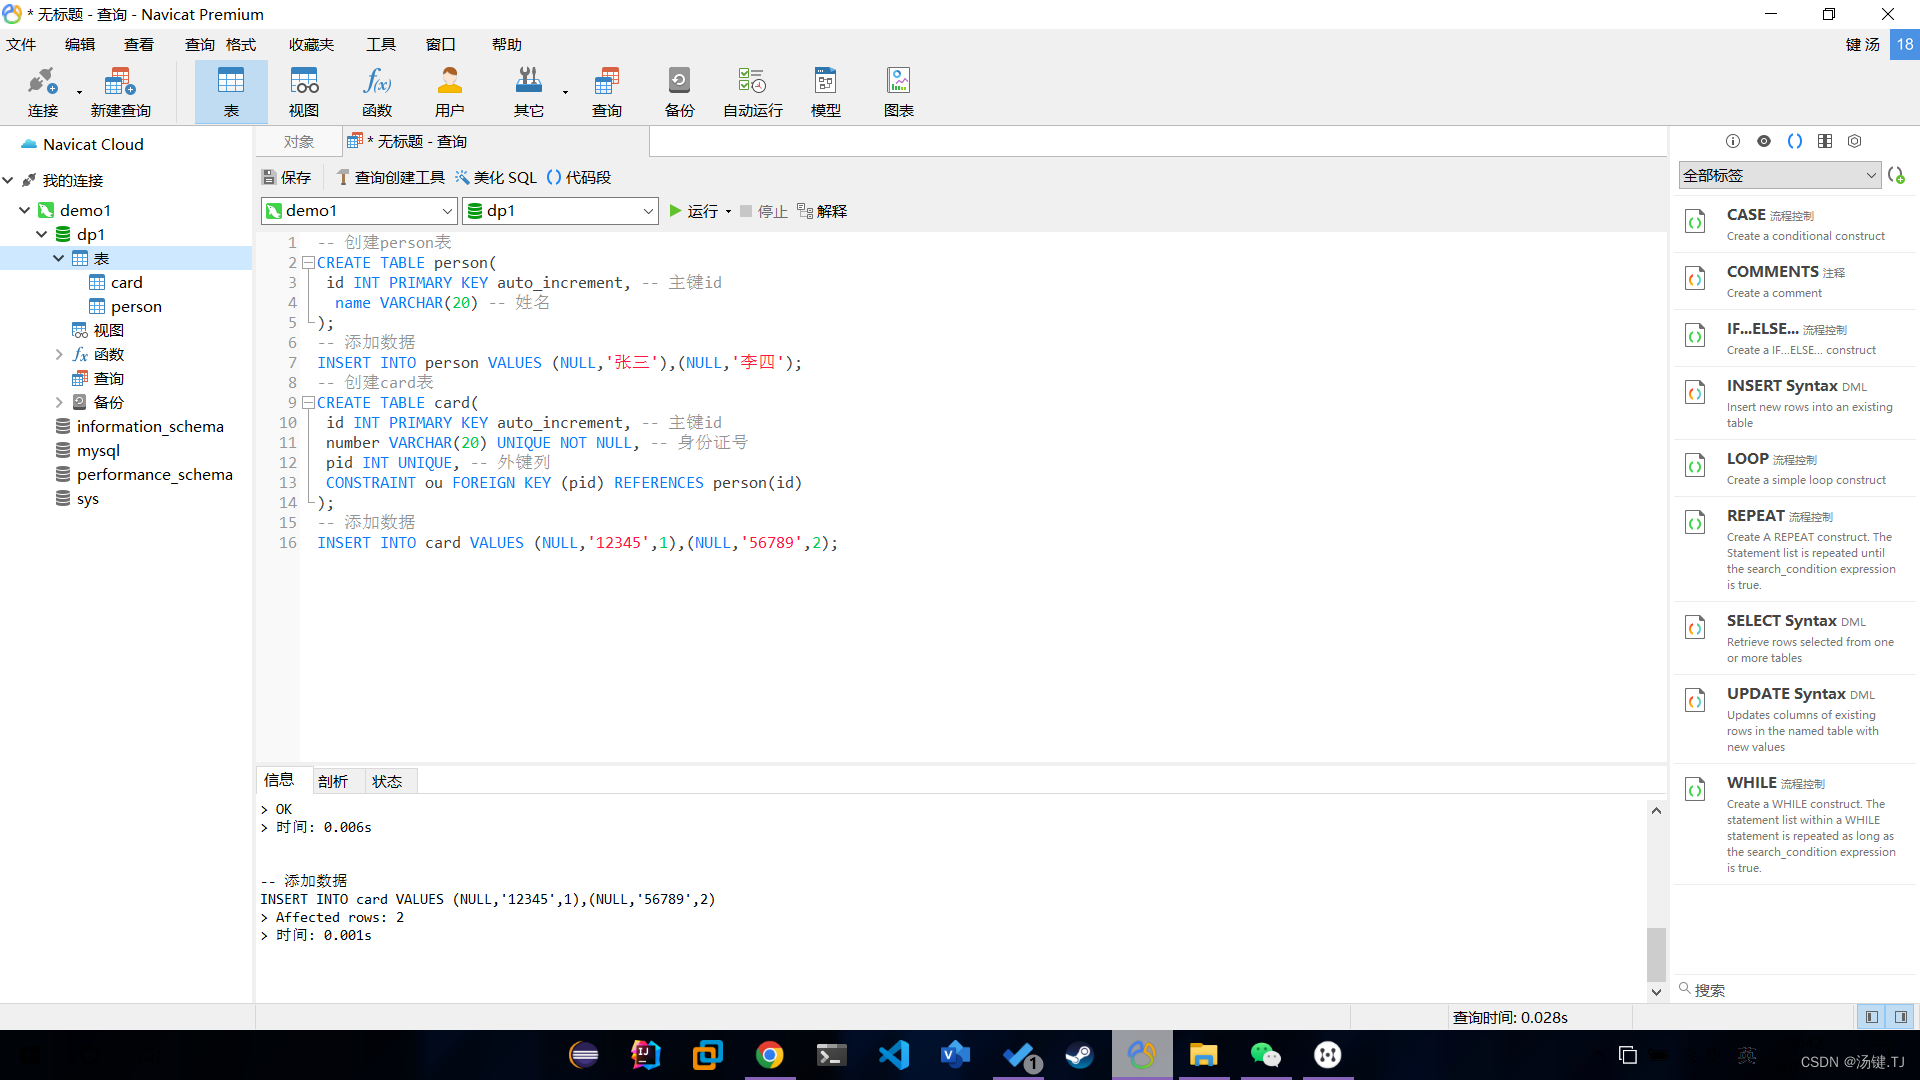 * 无标题 - 查询 - Navicat Premium
文件 编辑 查看 查询 格式 收藏夹 工具 窗口 帮助 键 汤 18
连接 新建查询 表 视图 函数 用户 其它 查询 备份 自动运行 模型 图表
Navicat Cloud
我的连接
demo1
dp1
表
card
person
视图
函数
查询
备份
information_schema
mysql
performance_schema
sys
对象 * 无标题 - 查询
保存 查询创建工具 美化 SQL 代码段
demo1 dp1 运行 停止 解释
1 -- 创建person表
2 CREATE TABLE person(
3 id INT PRIMARY KEY auto_increment, -- 主键id
4 name VARCHAR(20) -- 姓名
5 );
6 -- 添加数据
7 INSERT INTO person VALUES (NULL,'张三'),(NULL,'李四');
8 -- 创建card表
9 CREATE TABLE card(
10 id INT PRIMARY KEY auto_increment, -- 主键id
11 number VARCHAR(20) UNIQUE NOT NULL, -- 身份证号
12 pid INT UNIQUE, -- 外键列
13 CONSTRAINT ou FOREIGN KEY (pid) REFERENCES person(id)
14 );
15 -- 添加数据
16 INSERT INTO card VALUES (NULL,'12345',1),(NULL,'56789',2);
信息 剖析 状态
> OK
> 时间: 0.006s
-- 添加数据
INSERT INTO card VALUES (NULL,'12345',1),(NULL,'56789',2)
> Affected rows: 2
> 时间: 0.001s
全部标签
CASE 流程控制
Create a conditional construct
COMMENTS 注释
Create a comment
IF...ELSE... 流程控制
Create a IF...ELSE... construct
INSERT Syntax DML
Insert new rows into an existing
table
LOOP 流程控制
Create a simple loop construct
REPEAT 流程控制
Create A REPEAT construct. The
Statement list is repeated until
the search_condition expression
is true.
SELECT Syntax DML
Retrieve rows selected from one
or more tables
UPDATE Syntax DML
Updates columns of existing
rows in the named table with
new values
WHILE 流程控制
Create a WHILE construct. The
statement list within a WHILE
statement is repeated as long as
the search_condition expression
is true.
搜索
查询时间: 0.028s
英
CSDN @汤键.TJ